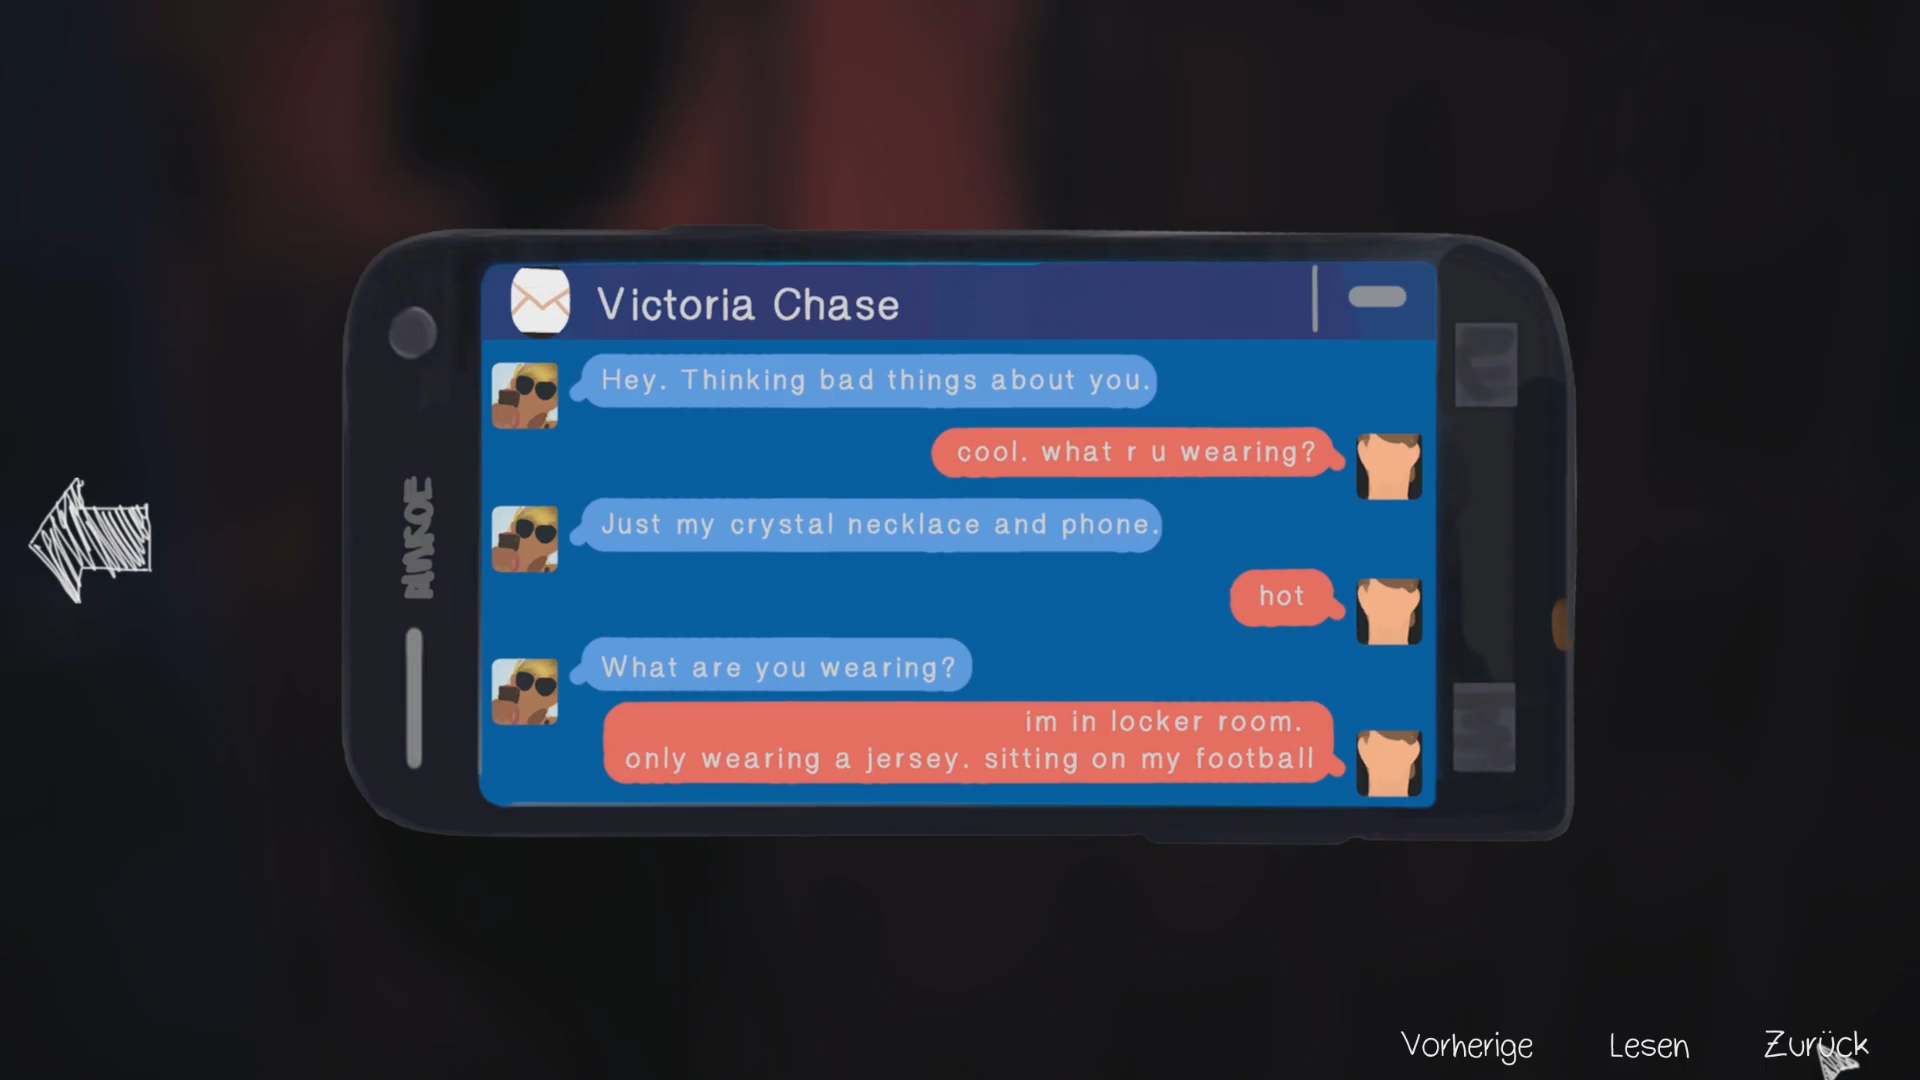 Victoria Chase
Hey. Thinking bad things about you.
cool. what r u wearing?
Just my crystal necklace and phone.
hot
What are you wearing?
im in locker room.
only wearing a jersey. sitting on my football
Vorherige
Lesen
Zurück